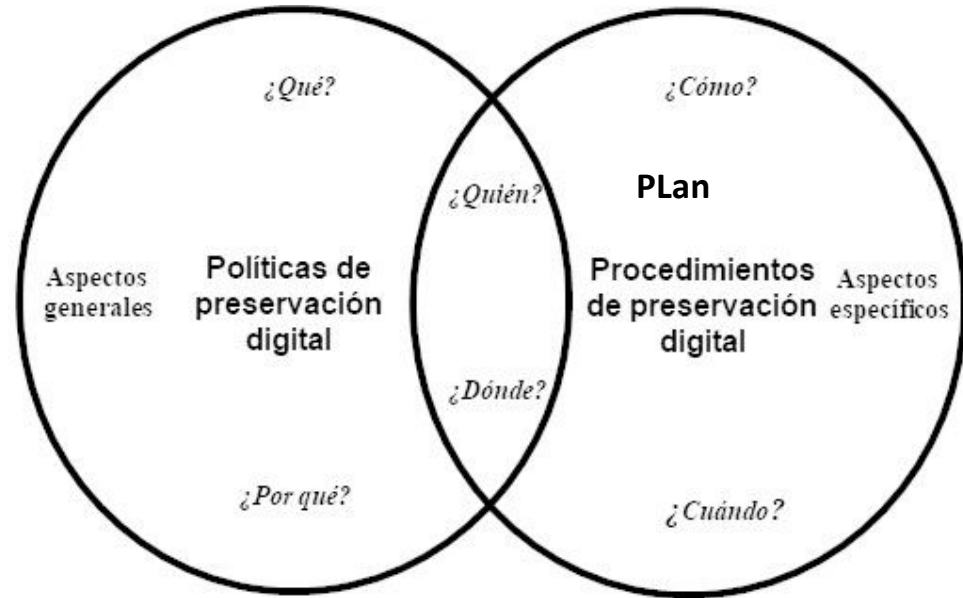 ¿Qué?
Aspectos
generales
Políticas de
preservación
digital
¿Por qué?
¿Quién?
¿Dónde?
¿Cómo?
PLan
Procedimientos
de preservación
digital
Aspectos
específicos
¿Cuándo?